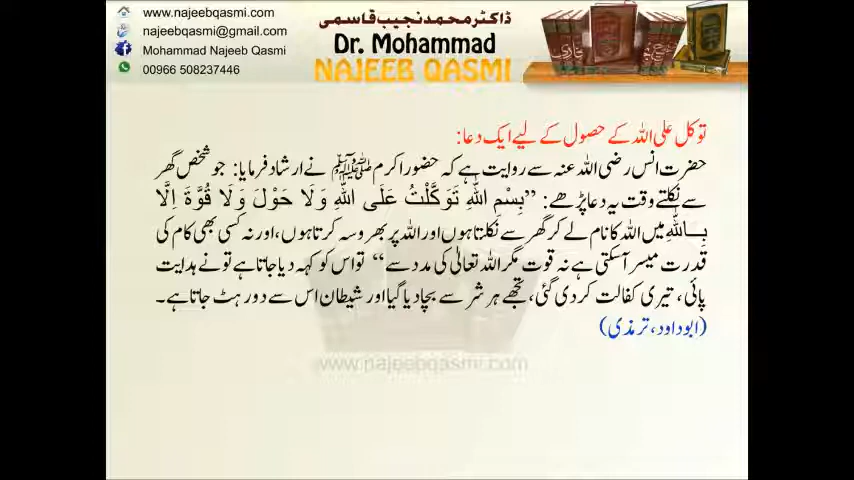 www.najeebqasmi.com
najeebqasmi@gmail.com
Mohammad Najeeb Qasmi
00966 508237446
ڈاکٹر محمد نجیب قاسمی
Dr. Mohammad
NAJEEB QASMI
توکل علی اللہ کے حصول کے لیے ایک دعا:
حضرت انس رضی اللہ عنہ سے روایت ہے کہ حضور اکرم ﷺ نے ارشاد فرمایا: جو شخص گھر
سے نکلتے وقت یہ دعا پڑھے: ”بِسْمِ اللّٰهِ تَوَكَّلْتُ عَلَى اللّٰهِ وَلَا حَوْلَ وَلَا قُوَّةَ اِلَّا
بِاللّٰهِ میں اللہ کا نام لے کر گھر سے نکلتا ہوں اور اللہ پر بھروسہ کرتا ہوں، اور نہ کسی بھی کام کی
قدرت میسر آسکتی ہے نہ قوت مگر اللہ تعالیٰ کی مدد سے“ تو اس کو کہہ دیا جاتا ہے تو نے ہدایت
پائی، تیری کفالت کردی گئی، تجھے ہر شر سے بچا دیا گیا اور شیطان اس سے دور ہٹ جاتا ہے۔
(ابوداود، ترمذی)
www.najeebqasmi.com